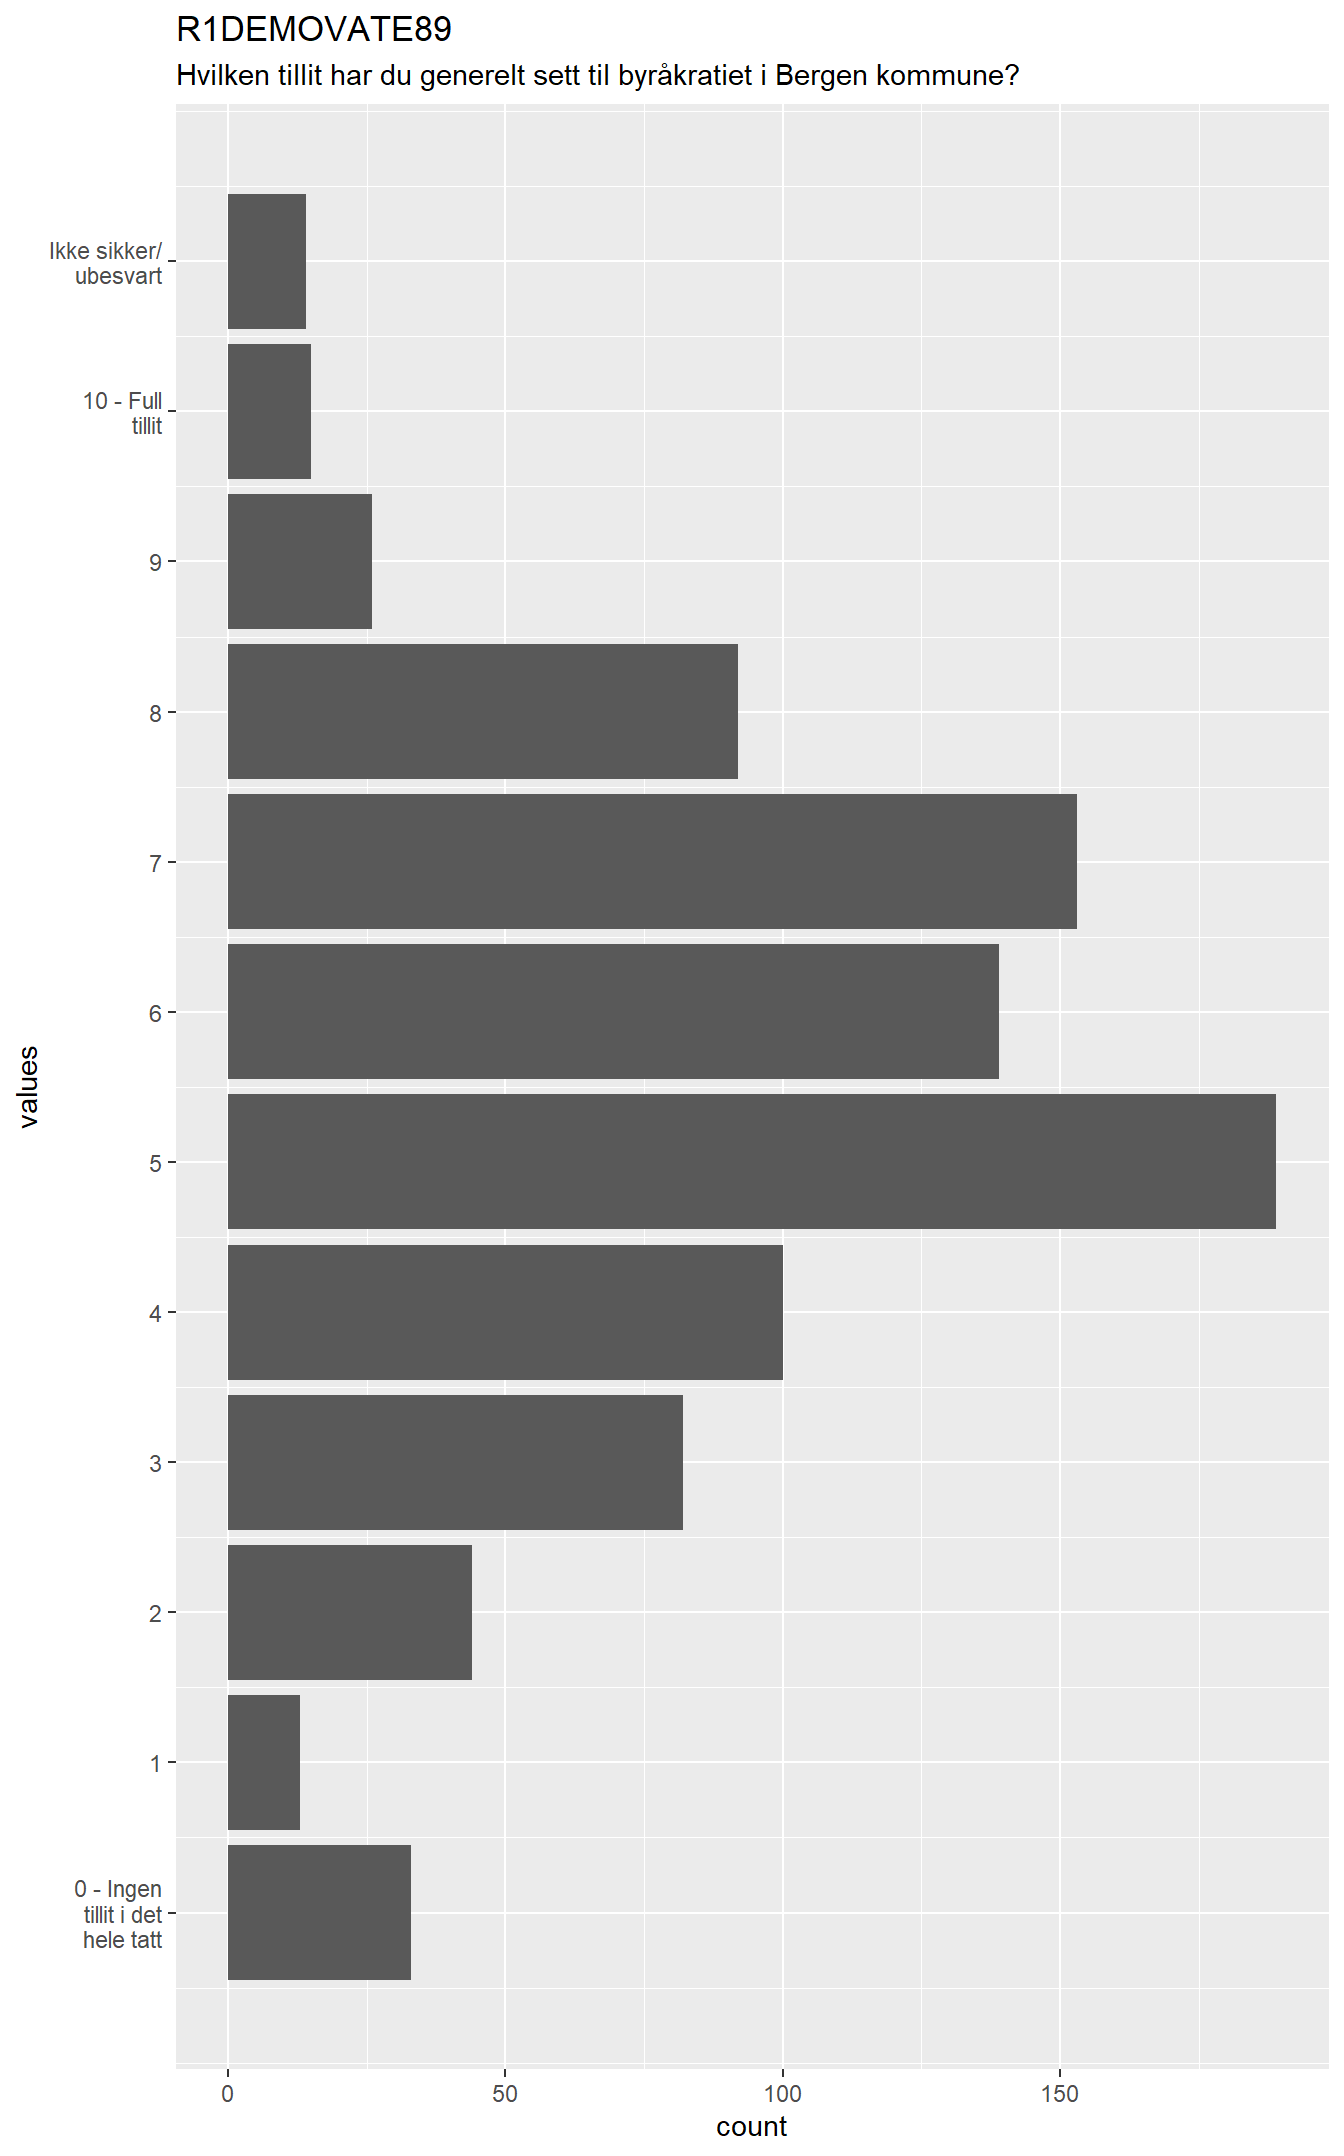 R1DEMOVATE89
Hvilken tillit har du generelt sett til byråkratiet i Bergen kommune?
Ikke sikker/
ubesvart
10 - Full
tillit
9
8
7
6
5
4
3
2
1
0 - Ingen
tillit i det
hele tatt
values
0 50 100 150
count